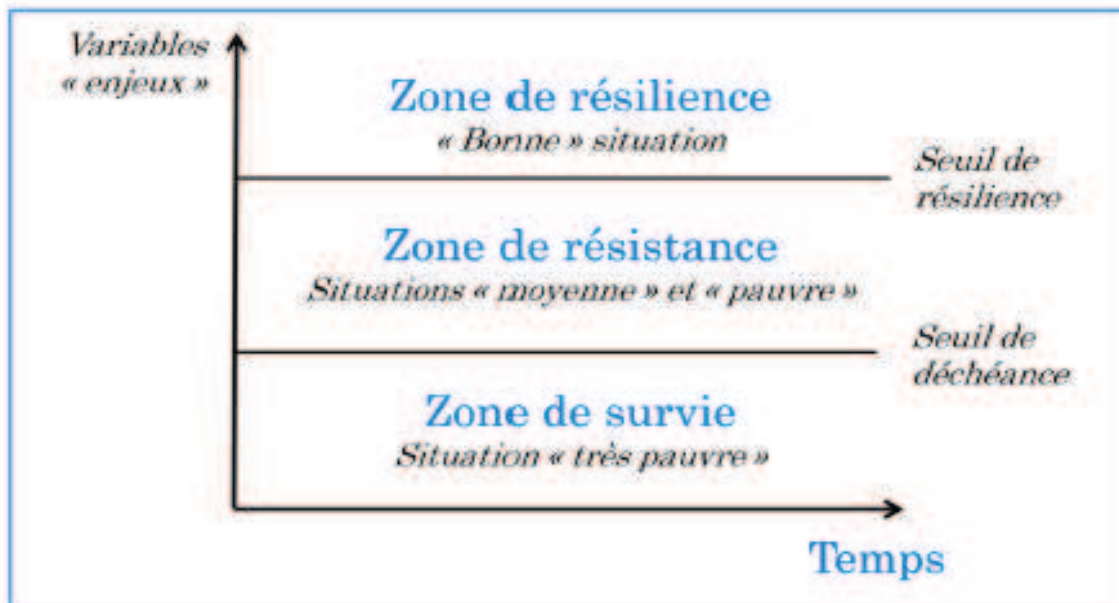 Variables
« enjeux »
Zone de résilience
« Bonne » situation
Seuil de
résilience
Zone de résistance
Situations « moyenne » et « pauvre »
Seuil de
déchéance
Zone de survie
Situation « très pauvre »
Temps